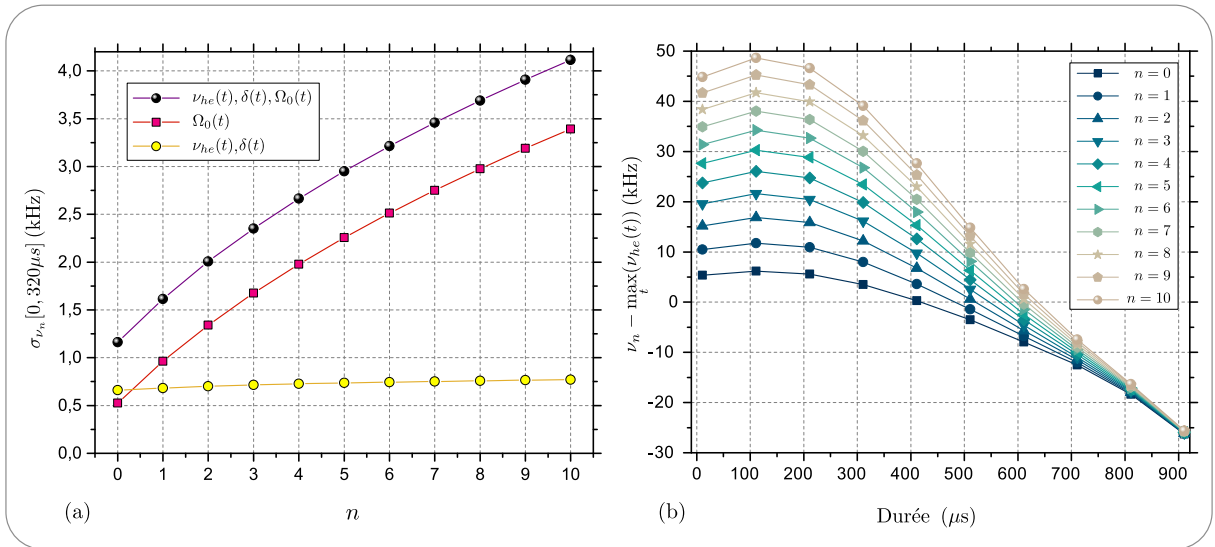 4,0
3,5
3,0
2,5
2,0
1,5
1,0
0,5
0,0
σ_{ν_n}[0, 320μs] (kHz)
ν_{he}(t), δ(t), Ω_0(t)
Ω_0(t)
ν_{he}(t), δ(t)
0 1 2 3 4 5 6 7 8 9 10
(a)
n
50
40
30
20
10
0
-10
-20
-30
ν_n − max_t(ν_{he}(t)) (kHz)
n = 0
n = 1
n = 2
n = 3
n = 4
n = 5
n = 6
n = 7
n = 8
n = 9
n = 10
0 100 200 300 400 500 600 700 800 900
(b)
Durée (μs)